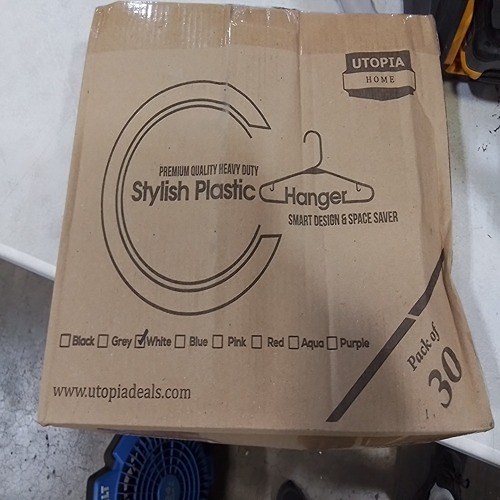 UTOPIA
HOME
PREMIUM QUALITY HEAVY DUTY
Stylish Plastic Hanger
SMART DESIGN & SPACE SAVER
Black Grey White Blue Pink Red Aqua Purple
Pack of
30
www.utopiadeals.com